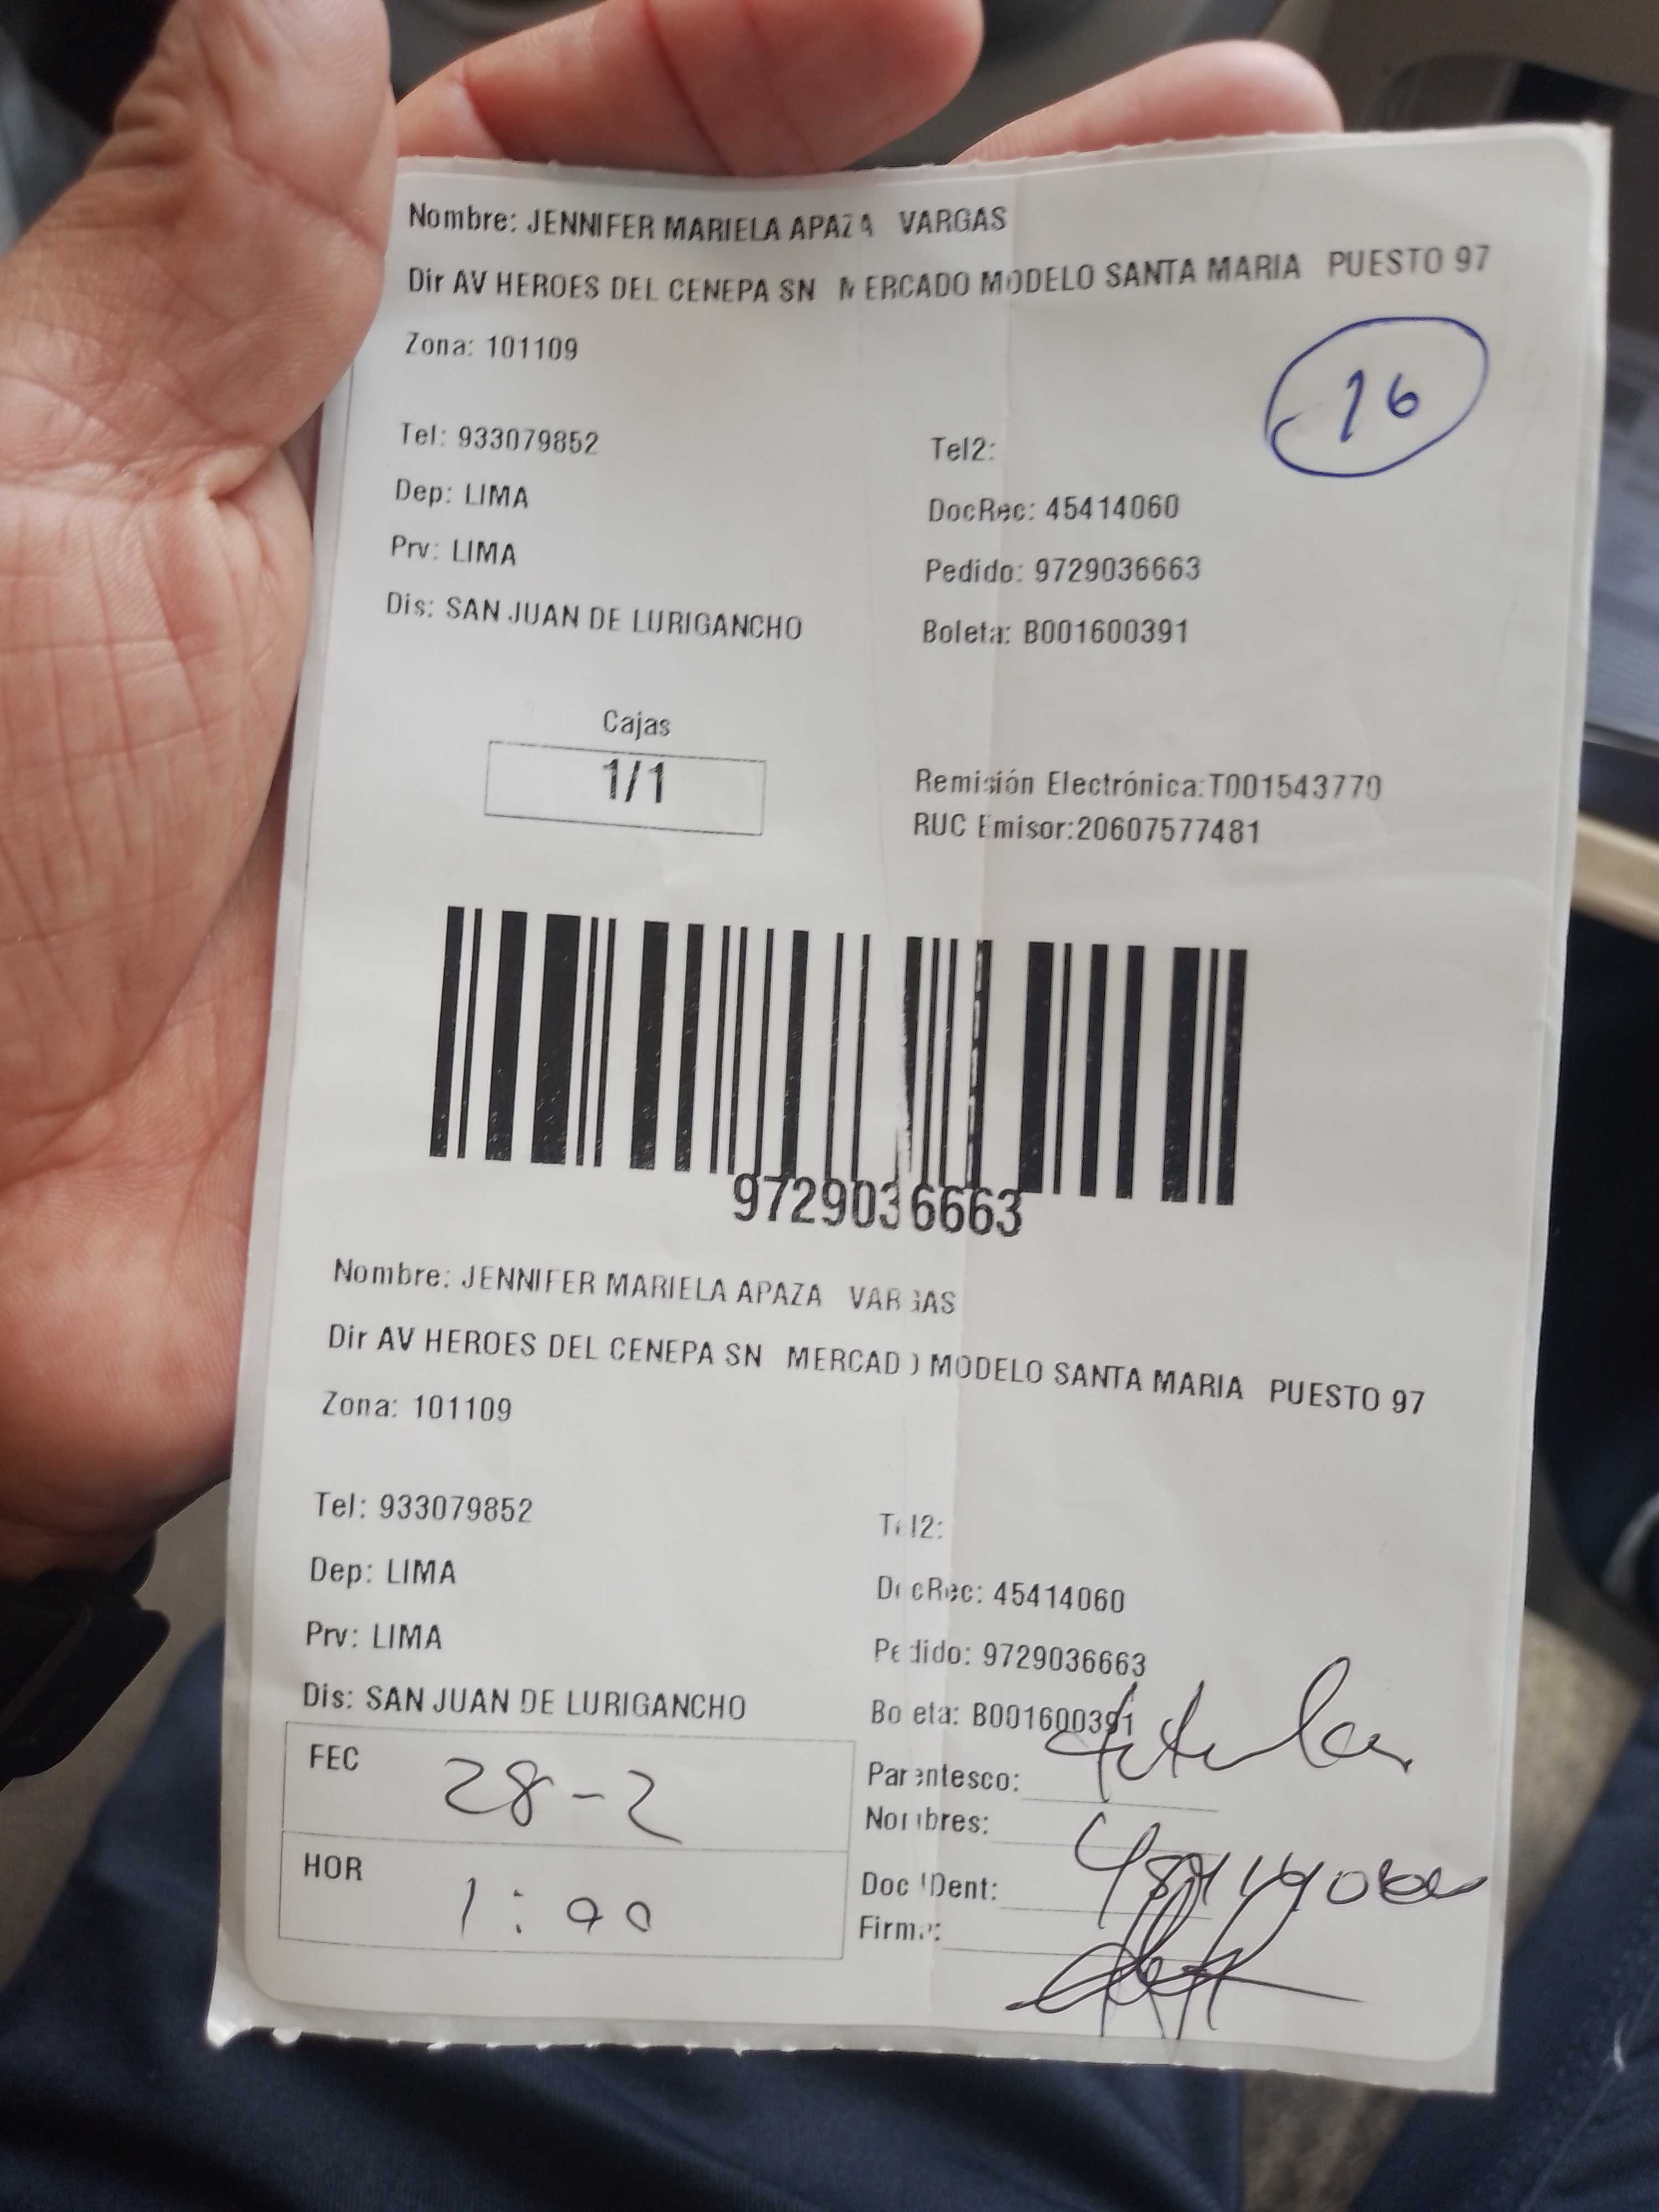 Nombre: JENNIFER MARIELA APAZA VARGAS
Dir AV HEROES DEL CENEPA SN MERCADO MODELO SANTA MARIA PUESTO 97
Zona: 101109
16
Tel: 933079852
Tel2:
Dep: LIMA
DocRec: 45414060
Prv: LIMA
Pedido: 9729036663
Dis: SAN JUAN DE LURIGANCHO
Boleta: B001600391
Cajas
1/1
Remisión Electrónica:T001543770
RUC Emisor:20607577481
9729036663
Nombre: JENNIFER MARIELA APAZA VARGAS
Dir AV HEROES DEL CENEPA SN MERCADO MODELO SANTA MARIA PUESTO 97
Zona: 101109
Tel: 933079852
Tel2:
Dep: LIMA
DocRec: 45414060
Prv: LIMA
Pedido: 9729036663
Dis: SAN JUAN DE LURIGANCHO
Boleta: B001600391
FEC 28-2
Parentesco: titular
Nombres:
HOR 1:00
Doc IDent:
Firma: